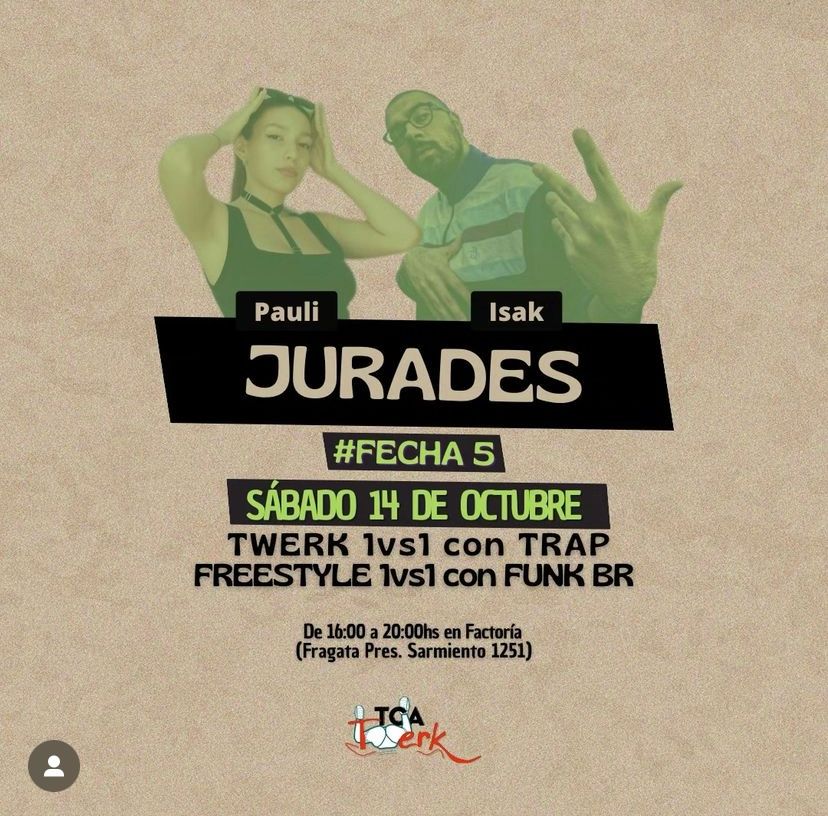 Pauli
Isak
JURADES
#FECHA 5
SÁBADO 14 DE OCTUBRE
TWERK 1vs1 con TRAP
FREESTYLE 1vs1 con FUNK BR
De 16:00 a 20:00hs en Factoría
(Fragata Pres. Sarmiento 1251)
TOA
Twerk